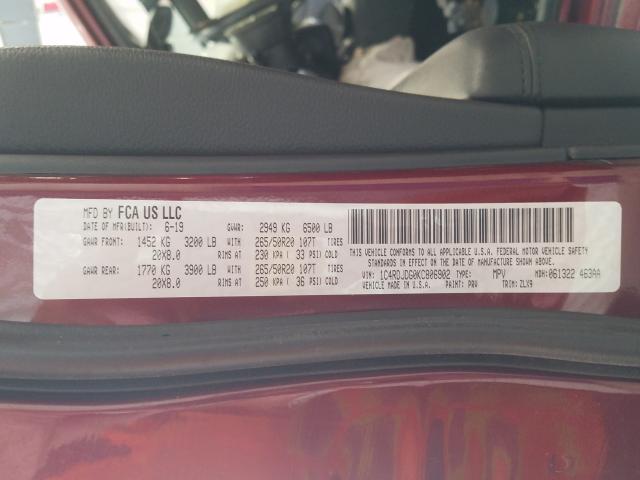 MFD BY FCA US LLC
DATE OF MFR(BUILT): 6-19 GVWR: 2949 KG 6500 LB
GAWR FRONT: 1452 KG 3200 LB WITH 265/50R20 107T TIRES
20X8.0 RIMS AT 230 KPA ( 33 PSI) COLD
GAWR REAR: 1770 KG 3900 LB WITH 265/50R20 107T TIRES
20X8.0 RIMS AT 250 KPA ( 36 PSI) COLD
THIS VEHICLE CONFORMS TO ALL APPLICABLE U.S.A. FEDERAL MOTOR VEHICLE SAFETY
STANDARDS IN EFFECT ON THE DATE OF MANUFACTURE SHOWN ABOVE.
VIN: 1C4RDJDG0KC806902 TYPE: MPV MDH: 061322 463AA
VEHICLE MADE IN U.S.A. PAINT: PRV TRIM: ZLX9